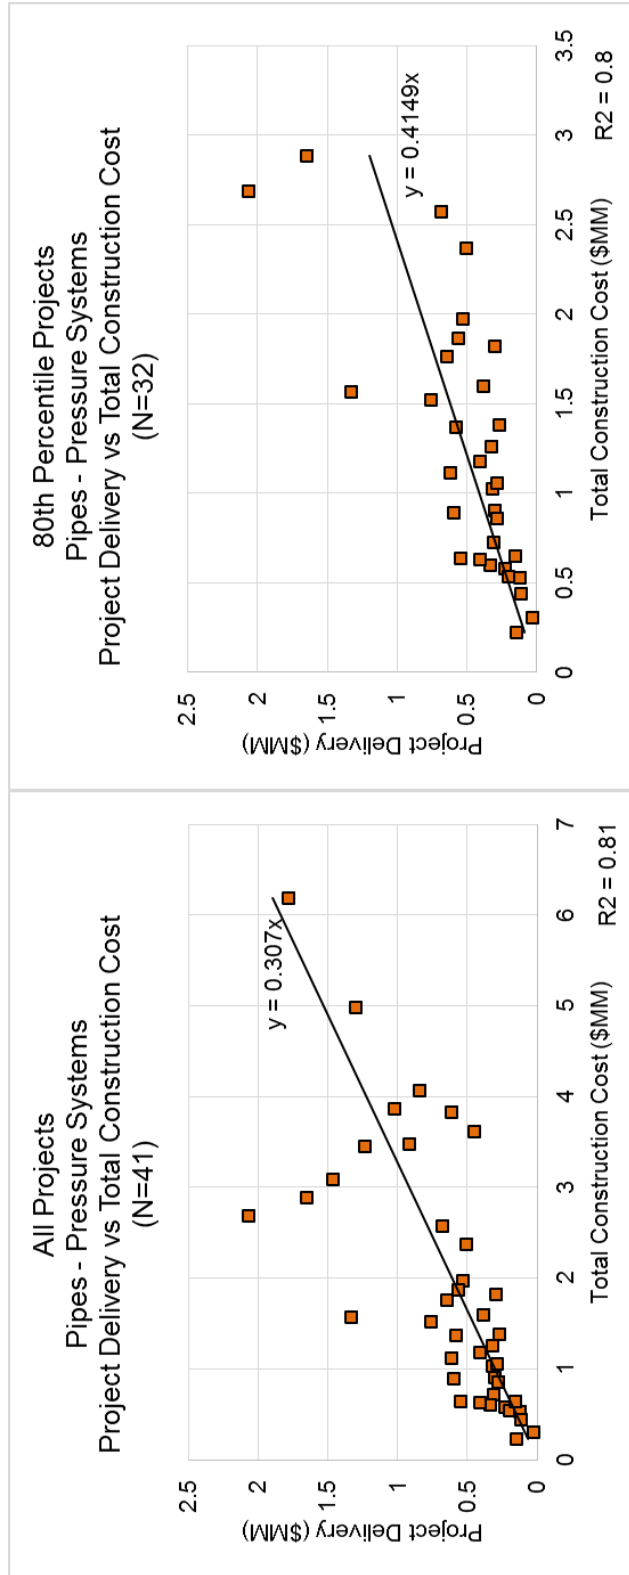 All Projects
Pipes - Pressure Systems
Project Delivery vs Total Construction Cost
(N=41)
Project Delivery ($MM)
2.5
2
1.5
1
0.5
0
y = 0.307x
0
1
2
3
4
5
6
7
Total Construction Cost ($MM)
R2 = 0.81
80th Percentile Projects
Pipes - Pressure Systems
Project Delivery vs Total Construction Cost
(N=32)
Project Delivery ($MM)
2.5
2
1.5
1
0.5
0
y = 0.4149x
0
0.5
1
1.5
2
2.5
3
3.5
Total Construction Cost ($MM)
R2 = 0.8